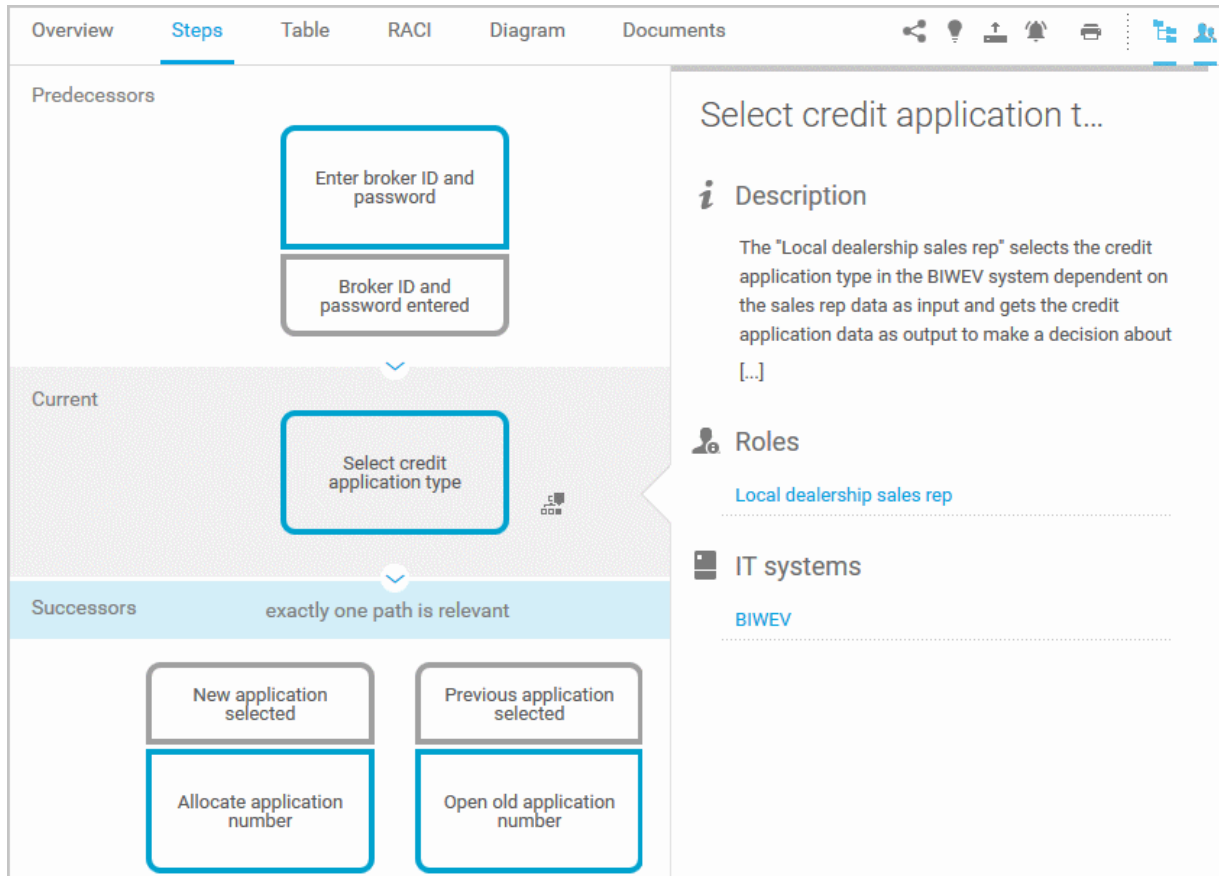 Overview Steps Table RACI Diagram Documents
Predecessors
Enter broker ID and
password
Broker ID and
password entered
Current
Select credit
application type
Successors
exactly one path is relevant
New application
selected
Allocate application
number
Previous application
selected
Open old application
number
Select credit application t...
Description
The "Local dealership sales rep" selects the credit
application type in the BIWEV system dependent on
the sales rep data as input and gets the credit
application data as output to make a decision about
[...]
Roles
Local dealership sales rep
IT systems
BIWEV